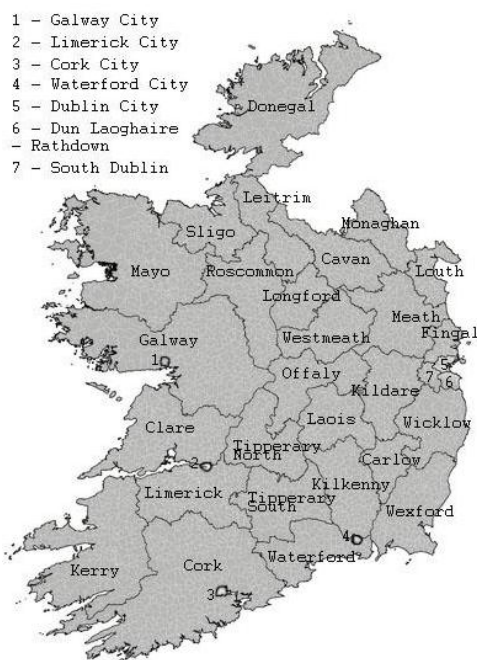 1 - Galway City
2 - Limerick City
3 - Cork City
4 - Waterford City
5 - Dublin City
6 - Dun Laoghaire
- Rathdown
7 - South Dublin
Donegal
Leitrim
Sligo
Monaghan
Cavan
Mayo
Roscommon
Louth
Longford
Meath
Galway
Westmeath
Fingal
1
Offaly
Kildare
5
7
6
Clare
Laois
Wicklow
Tipperary
North
Carlow
2
Limerick
Tipperary
South
Kilkenny
Wexford
4
Waterford
Kerry
Cork
3